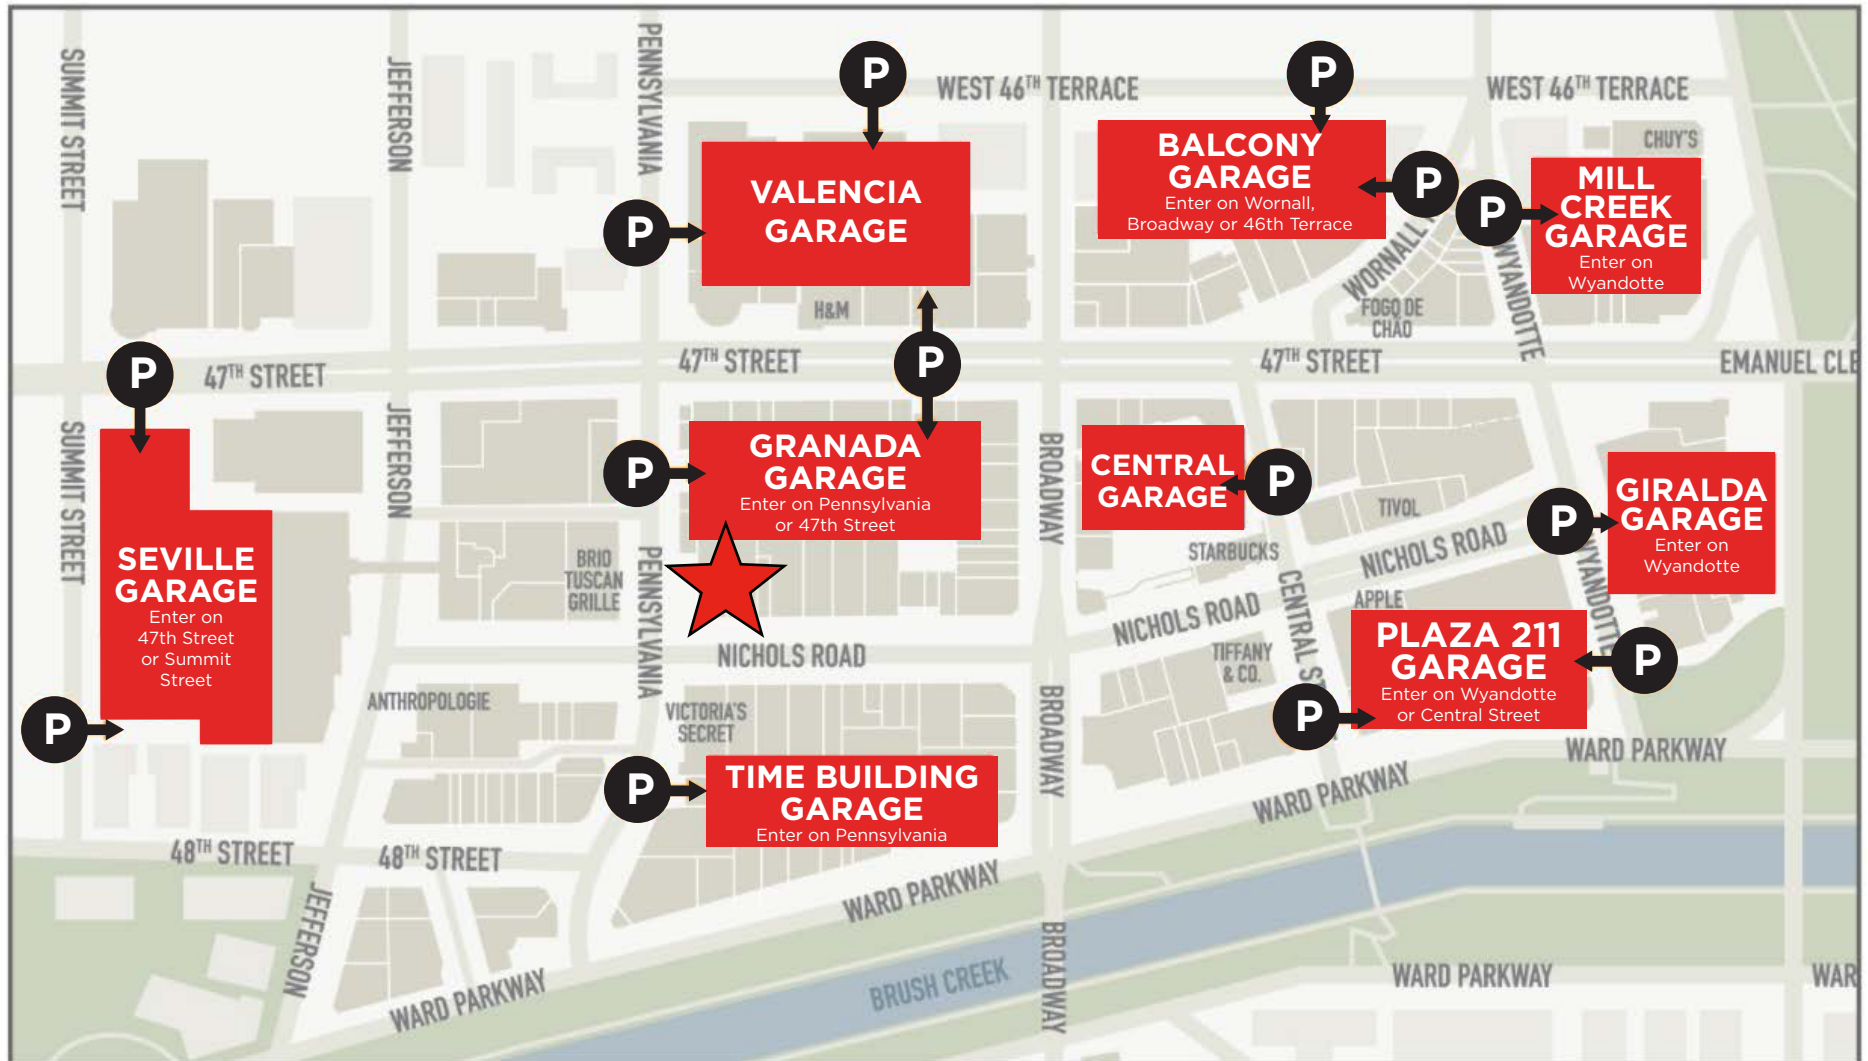 SUMMIT STREET
JEFFERSON
PENNSYLVANIA
P
WEST 46TH TERRACE
P
WEST 46TH TERRACE
CHUY'S
VALENCIA
GARAGE
P
BALCONY
GARAGE
Enter on Wornall,
Broadway or 46th Terrace
P
P
MILL
CREEK
GARAGE
Enter on
Wyandotte
WORNALL
WYANDOTTE
H&M
FOGO DE
CHÃO
P
47TH STREET
47TH STREET
P
47TH STREET
EMANUEL CLE
SUMMIT STREET
JEFFERSON
SEVILLE
GARAGE
Enter on
47th Street
or Summit
Street
P
P
GRANADA
GARAGE
Enter on Pennsylvania
or 47th Street
BROADWAY
CENTRAL
GARAGE
P
TIVOL
P
GIRALDA
GARAGE
Enter on
Wyandotte
WYANDOTTE
BRIO
TUSCAN
GRILLE
PENNSYLVANIA
STARBUCKS
NICHOLS ROAD
CENTRAL ST
APPLE
NICHOLS ROAD
NICHOLS ROAD
TIFFANY
& CO.
PLAZA 211
GARAGE
Enter on Wyandotte
or Central Street
P
P
ANTHROPOLOGIE
VICTORIA'S
SECRET
BROADWAY
WARD PARKWAY
P
TIME BUILDING
GARAGE
Enter on Pennsylvania
WARD PARKWAY
48TH STREET
48TH STREET
WARD PARKWAY
JEFFERSON
WARD PARKWAY
BRUSH CREEK
BROADWAY
WARD PARKWAY
WAR